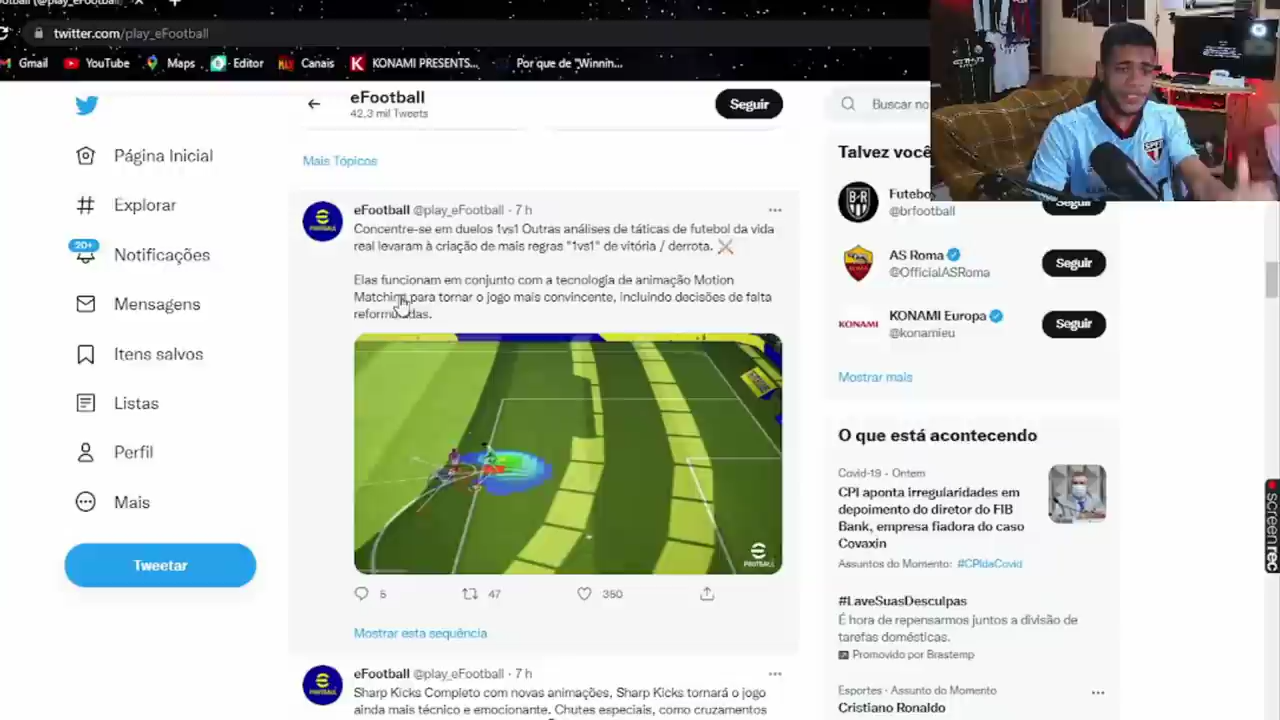 twitter.com/play_eFootball
Gmail
YouTube
Maps
Editor
Canais
KONAMI PRESENTS...
Por que de "Winnin...
eFootball
42,3 mil Tweets
Seguir
Buscar no
Mais Tópicos
Página Inicial
Explorar
20+
Notificações
Mensagens
Itens salvos
Listas
Perfil
Mais
Tweetar
eFootball @play_eFootball · 7 h
Concentre-se em duelos 1vs1 Outras análises de táticas de futebol da vida
real levaram à criação de mais regras "1vs1" de vitória / derrota.
Elas funcionam em conjunto com a tecnologia de animação Motion
Matching para tornar o jogo mais convincente, incluindo decisões de falta
reformuladas.
FOOTBALL
5
47
350
Mostrar esta sequência
eFootball @play_eFootball · 7 h
Sharp Kicks Completo com novas animações, Sharp Kicks tornará o jogo
ainda mais técnico e emocionante. Chutes especiais, como cruzamentos
Talvez você
B R
Futebo
@brfootball
Seguir
AS Roma
@OfficialASRoma
Seguir
KONAMI
KONAMI Europa
@konamieu
Seguir
Mostrar mais
O que está acontecendo
Covid-19 · Ontem
CPI aponta irregularidades em
depoimento do diretor do FIB
Bank, empresa fiadora do caso
Covaxin
Assuntos do Momento: #CPIdaCovid
#LaveSuasDesculpas
É hora de repensarmos juntos a divisão de
tarefas domésticas.
Promovido por Brastemp
Esportes · Assunto do Momento
Cristiano Ronaldo
screenrec